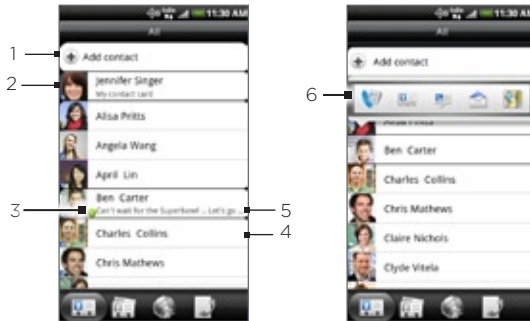 11:30 AM
All
1
Add contact
2
Jennifer Singer
My contact card
Alisa Pritts
Angela Wang
April Lin
Ben Carter
3
Can't wait for the Superbowl ... Let's go ...
5
Charles Collins
4
Chris Mathews
11:30 AM
All
Add contact
6
Ben Carter
Charles Collins
Chris Mathews
Claire Nichols
Clyde Vitela